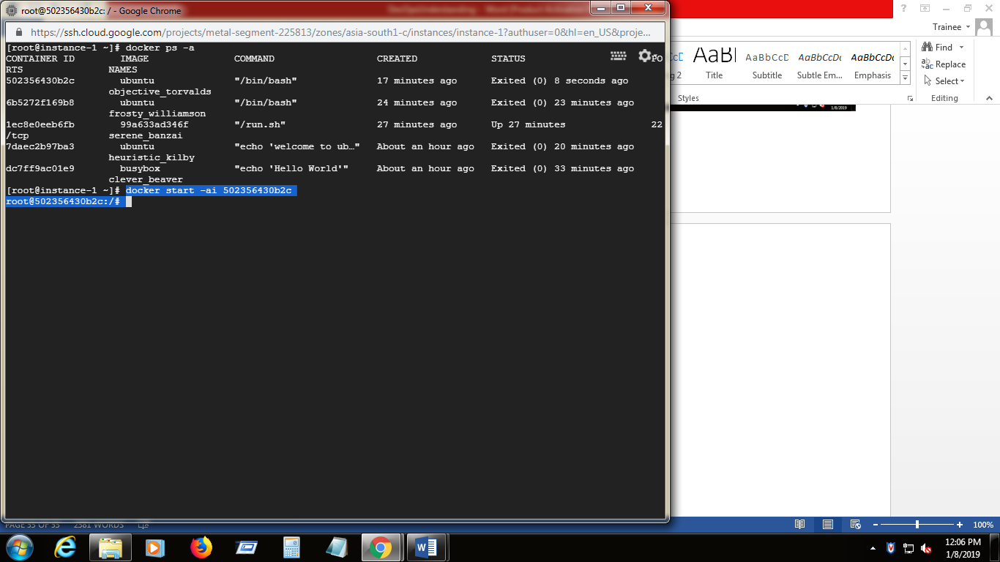 root@502356430b2c: / - Google Chrome
https://ssh.cloud.google.com/projects/metal-segment-225813/zones/asia-south1-c/instances/instance-1?authuser=0&hl=en_US&proje...
[root@instance-1 ~]# docker ps -a
CONTAINER ID IMAGE COMMAND CREATED STATUS PO
RTS NAMES
502356430b2c ubuntu "/bin/bash" 17 minutes ago Exited (0) 8 seconds ago
objective_torvalds
6b5272f169b8 ubuntu "/bin/bash" 24 minutes ago Exited (0) 23 minutes ago
frosty_williamson
1ec8e0eeb6fb 99a633ad346f "/run.sh" 27 minutes ago Up 27 minutes 22
/tcp serene_banzai
7daec2b97ba3 ubuntu "echo 'welcome to ub…" About an hour ago Exited (0) 20 minutes ago
heuristic_kilby
dc7ff9ac01e9 busybox "echo 'Hello World'" About an hour ago Exited (0) 33 minutes ago
clever_beaver
[root@instance-1 ~]# docker start -ai 502356430b2c
root@502356430b2c:/#
Trainee
AaBbCcD AaBbCcDc AaBbCcDc
g 2 Title Subtitle Subtle Em... Emphasis
Styles
Find
Replace
Select
Editing
1/8/2019
PAGE 33 OF 33 2381 WORDS
100%
12:06 PM
1/8/2019